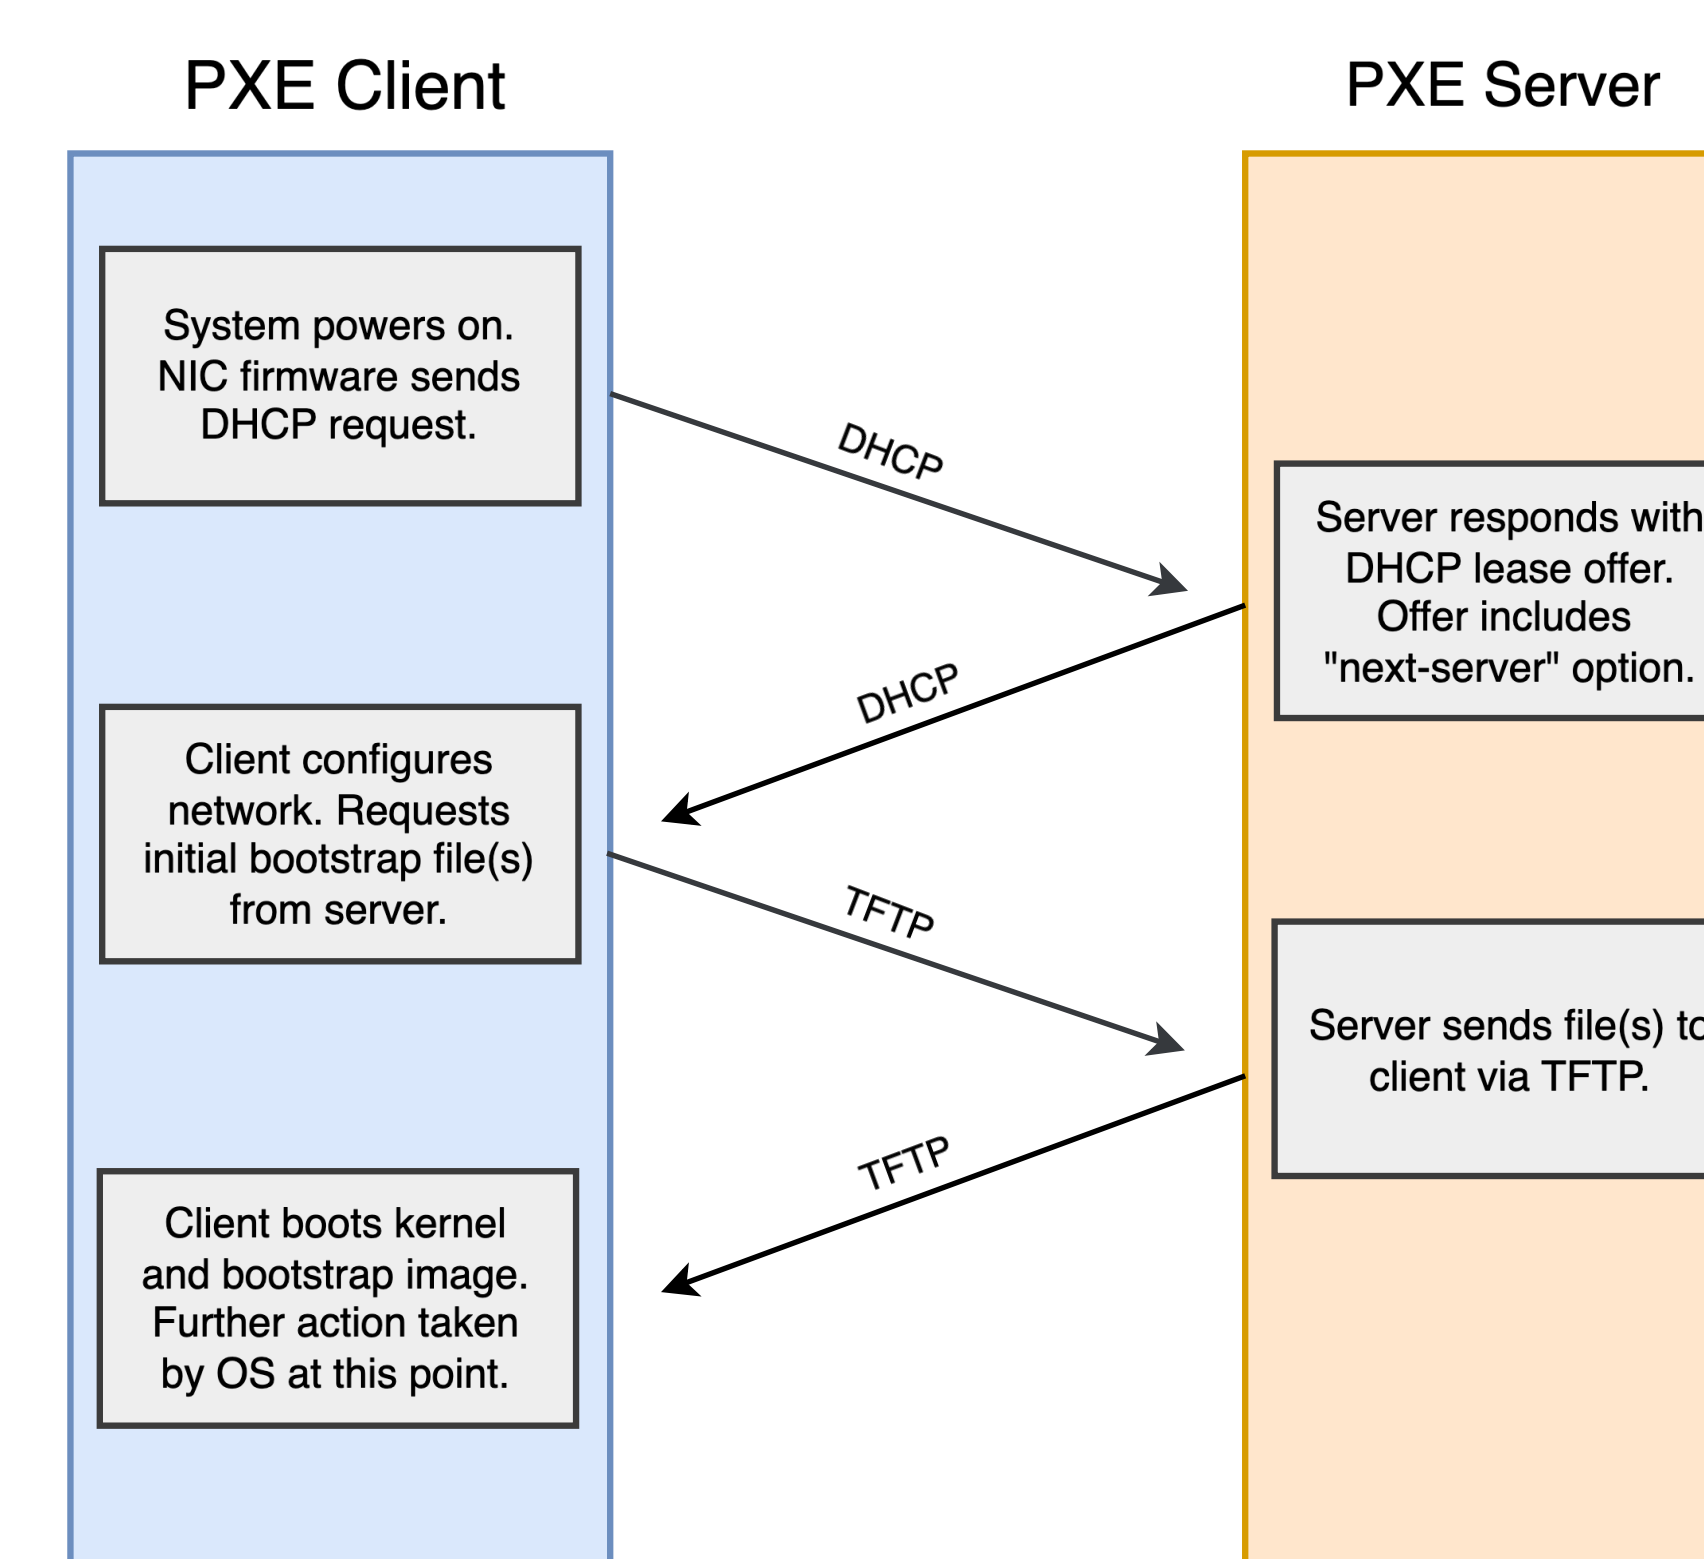 PXE Client
PXE Server
System powers on.
NIC firmware sends
DHCP request.
DHCP
Server responds with
DHCP lease offer.
Offer includes
"next-server" option.
DHCP
Client configures
network. Requests
initial bootstrap file(s)
from server.
TFTP
Server sends file(s) to
client via TFTP.
TFTP
Client boots kernel
and bootstrap image.
Further action taken
by OS at this point.